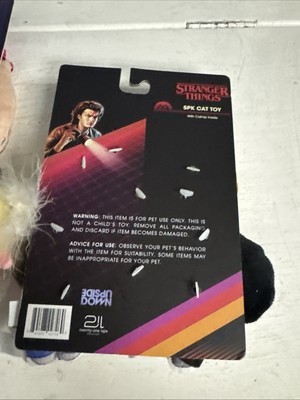 STRANGER
THINGS
SPK CAT TOY
With Catnip Inside
WARNING: THIS ITEM IS FOR PET USE ONLY. THIS IS
NOT A CHILD'S TOY. REMOVE ALL PACKAGING
AND DISCARD IF ITEM BECOMES DAMAGED.
ADVICE FOR USE: OBSERVE YOUR PET'S BEHAVIOR
WITH THE ITEM FOR SUITABILITY. SOME ITEMS MAY
BE INAPPROPRIATE FOR YOUR PET.
UPSIDE
DOWN